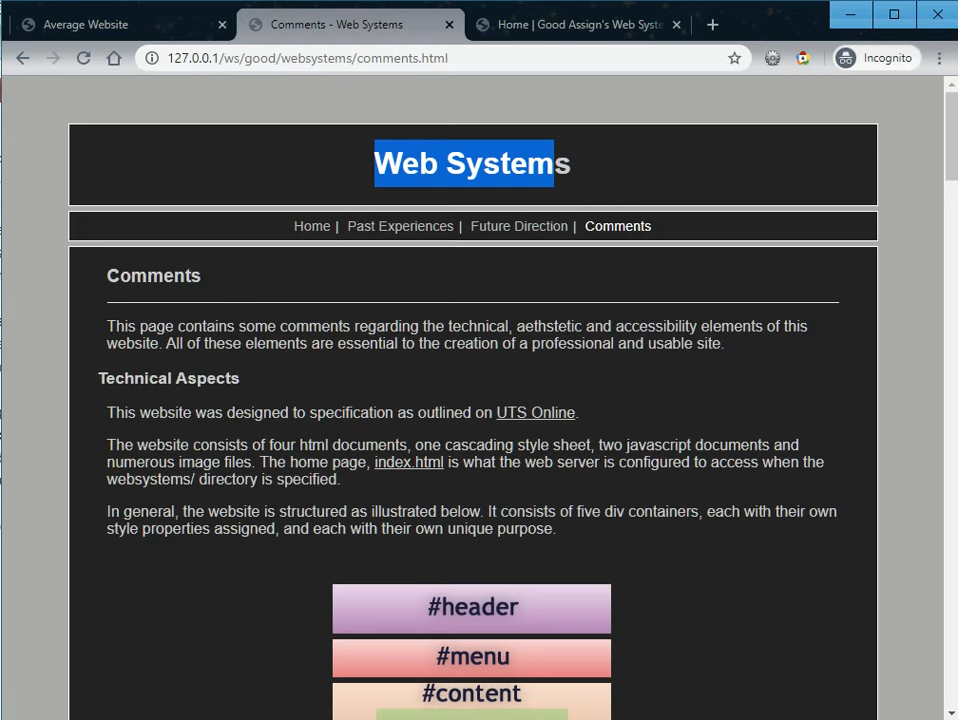 Average Website
Comments - Web Systems
Home | Good Assign's Web Syste
127.0.0.1/ws/good/websystems/comments.html
Incognito
Web Systems
Home | Past Experiences | Future Direction | Comments
Comments
This page contains some comments regarding the technical, aethstetic and accessibility elements of this
website. All of these elements are essential to the creation of a professional and usable site.
Technical Aspects
This website was designed to specification as outlined on UTS Online.
The website consists of four html documents, one cascading style sheet, two javascript documents and
numerous image files. The home page, index.html is what the web server is configured to access when the
websystems/ directory is specified.
In general, the website is structured as illustrated below. It consists of five div containers, each with their own
style properties assigned, and each with their own unique purpose.
#header
#menu
#content